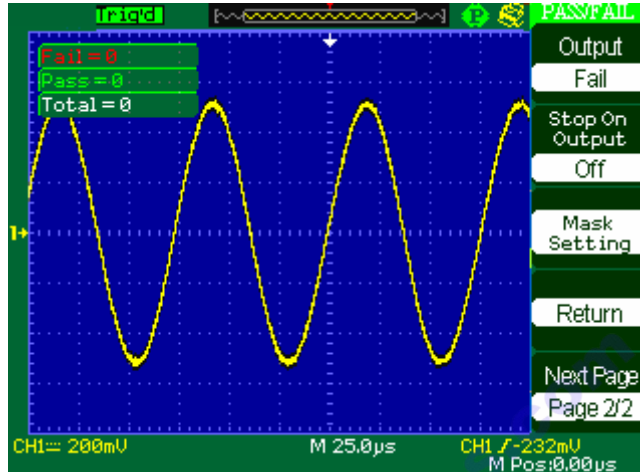 Trig'd P PASS/FAIL
Fail=0
Pass=0
Total=0
Output
Fail
Stop On
Output
Off
Mask
Setting
Return
Next Page
Page 2/2
1
CH1 200mV M 25.0µs CH1 -232mV
M Pos:0.00µs